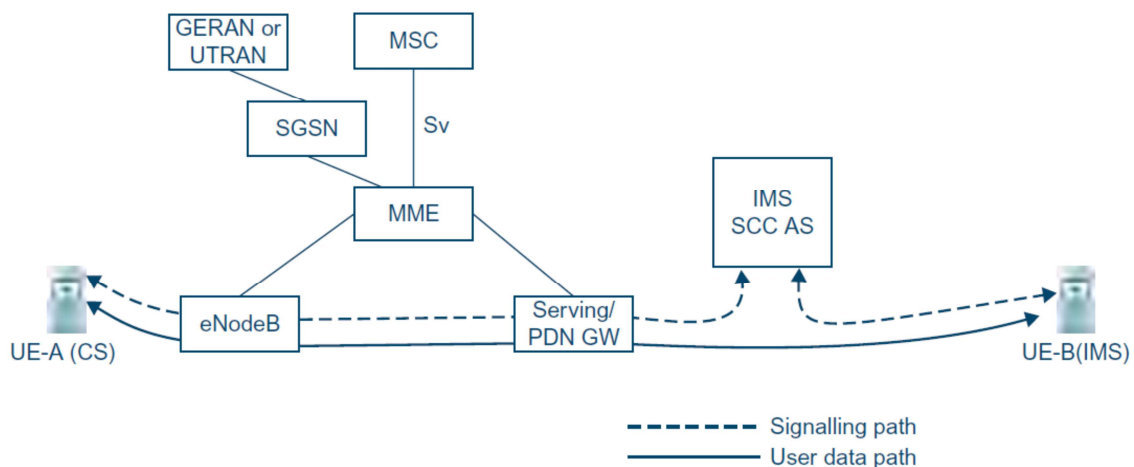 GERAN or
UTRAN
MSC
SGSN
Sv
MME
IMS
SCC AS
eNodeB
Serving/
PDN GW
UE-A (CS)
UE-B(IMS)
Signalling path
User data path